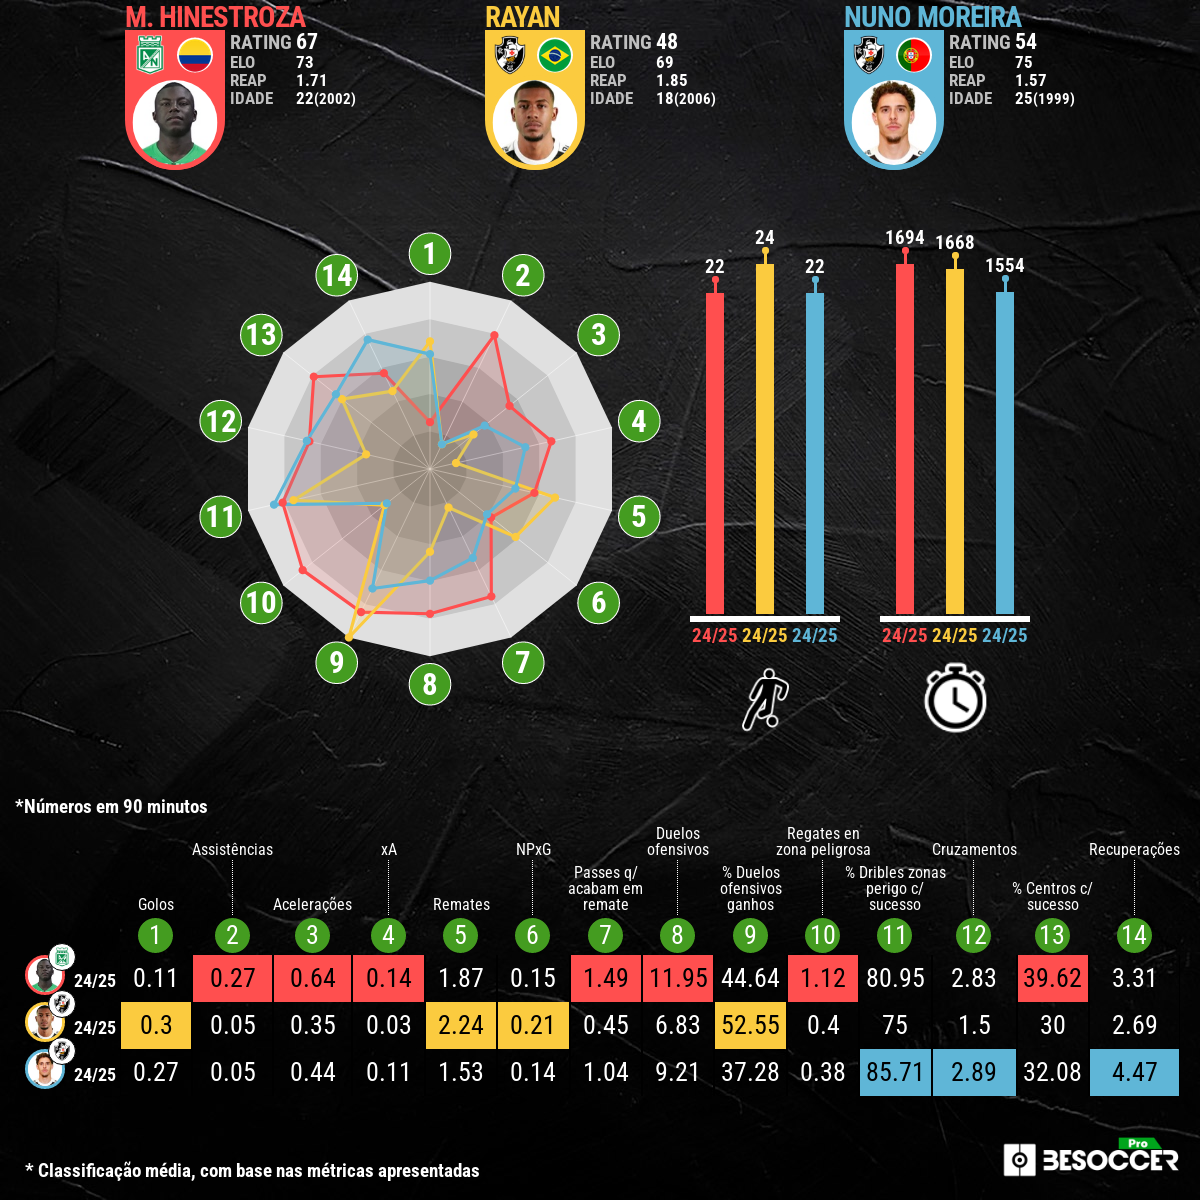 M. HINESTROZA
RATING 67
ELO 73
REAP 1.71
IDADE 22(2002)
RAYAN
RATING 48
ELO 69
REAP 1.85
IDADE 18(2006)
NUNO MOREIRA
RATING 54
ELO 75
REAP 1.57
IDADE 25(1999)
1
2
3
4
5
6
7
8
9
10
11
12
13
14
22 24 22
24/25 24/25 24/25
1694 1668 1554
24/25 24/25 24/25
*Números em 90 minutos
Golos
Assistências
Acelerações
xA
Remates
NPxG
Passes q/
acabam em
remate
Duelos
ofensivos
% Duelos
ofensivos
ganhos
Regates en
zona peligrosa
% Dribles zonas
perigo c/
sucesso
Cruzamentos
% Centros c/
sucesso
Recuperações
1 2 3 4 5 6 7 8 9 10 11 12 13 14
24/25 0.11 0.27 0.64 0.14 1.87 0.15 1.49 11.95 44.64 1.12 80.95 2.83 39.62 3.31
24/25 0.3 0.05 0.35 0.03 2.24 0.21 0.45 6.83 52.55 0.4 75 1.5 30 2.69
24/25 0.27 0.05 0.44 0.11 1.53 0.14 1.04 9.21 37.28 0.38 85.71 2.89 32.08 4.47
* Classificação média, com base nas métricas apresentadas
Pro
BESOCCER